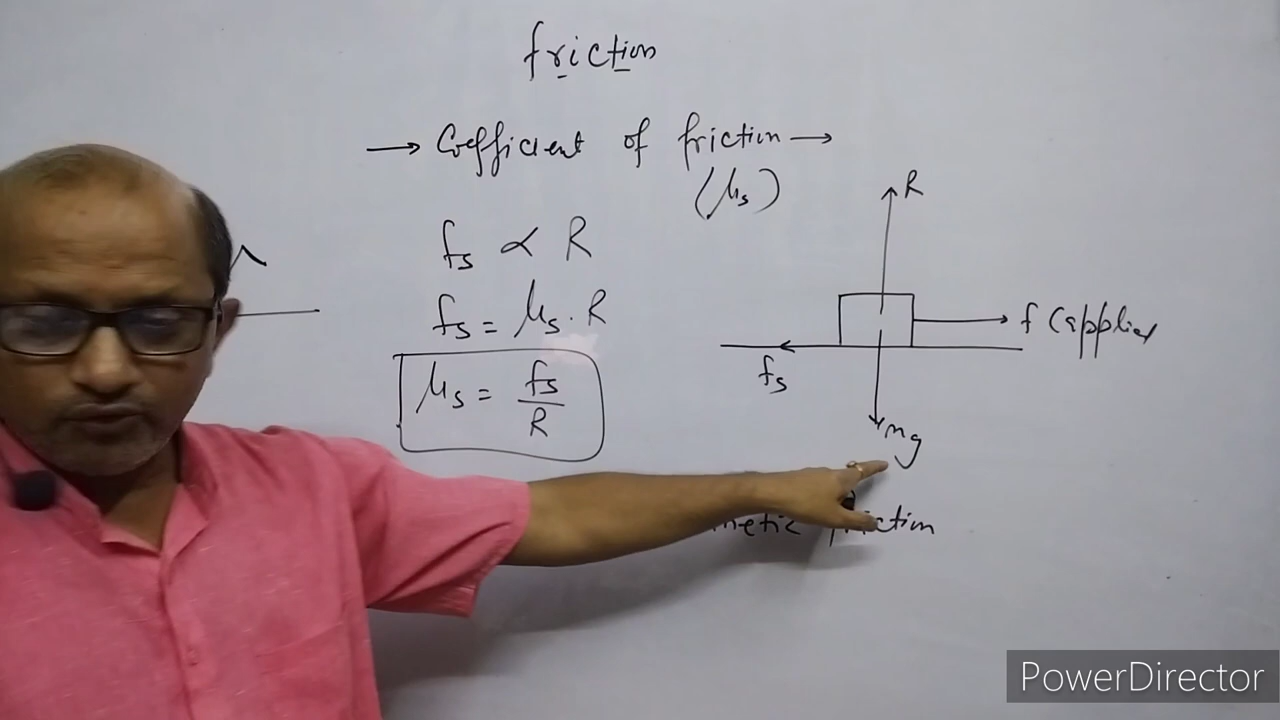 friction
→ Coefficient of friction →
(μs)
fs ∝ R
fs = μs . R
μs = fs/R
R
f (applied
fs
mg
friction
PowerDirector